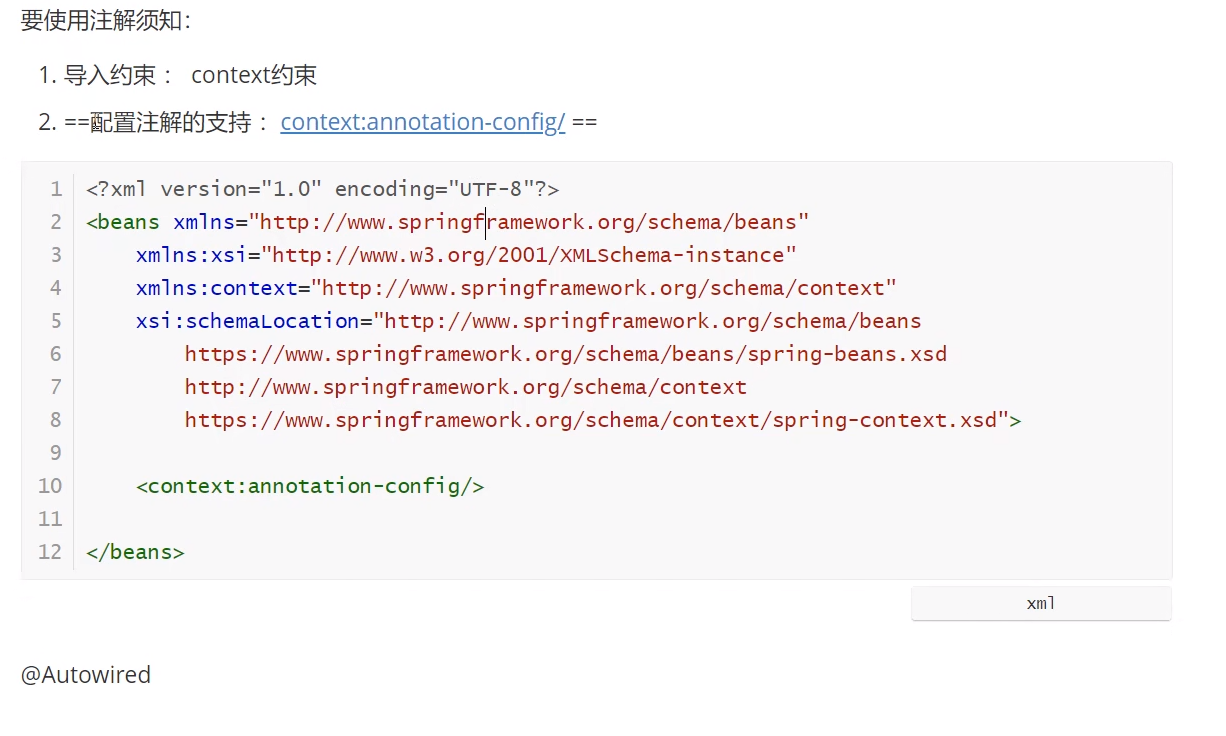 要使用注解须知：
1. 导入约束： context约束
2. ==配置注解的支持： context:annotation-config/ ==
1 <?xml version="1.0" encoding="UTF-8"?>
2 <beans xmlns="http://www.springframework.org/schema/beans"
3     xmlns:xsi="http://www.w3.org/2001/XMLSchema-instance"
4     xmlns:context="http://www.springframework.org/schema/context"
5     xsi:schemaLocation="http://www.springframework.org/schema/beans
6         https://www.springframework.org/schema/beans/spring-beans.xsd
7         http://www.springframework.org/schema/context
8         https://www.springframework.org/schema/context/spring-context.xsd">
9
10     <context:annotation-config/>
11
12 </beans>
xml
@Autowired